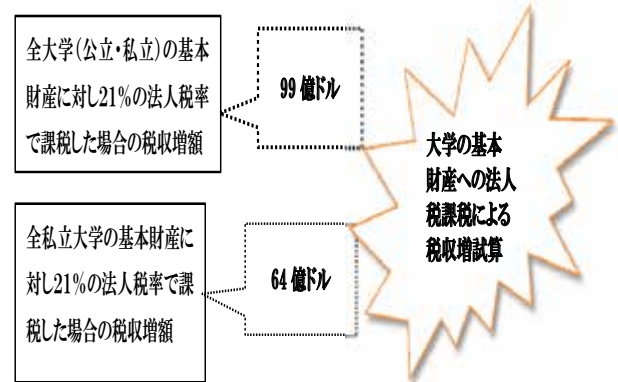 全大学(公立・私立)の基本
財産に対し21%の法人税率
で課税した場合の税収増額
99 億ドル
全私立大学の基本財産に
対し21%の法人税率で課
税した場合の税収増額
64 億ドル
大学の基本
財産への法人
税課税による
税収増試算